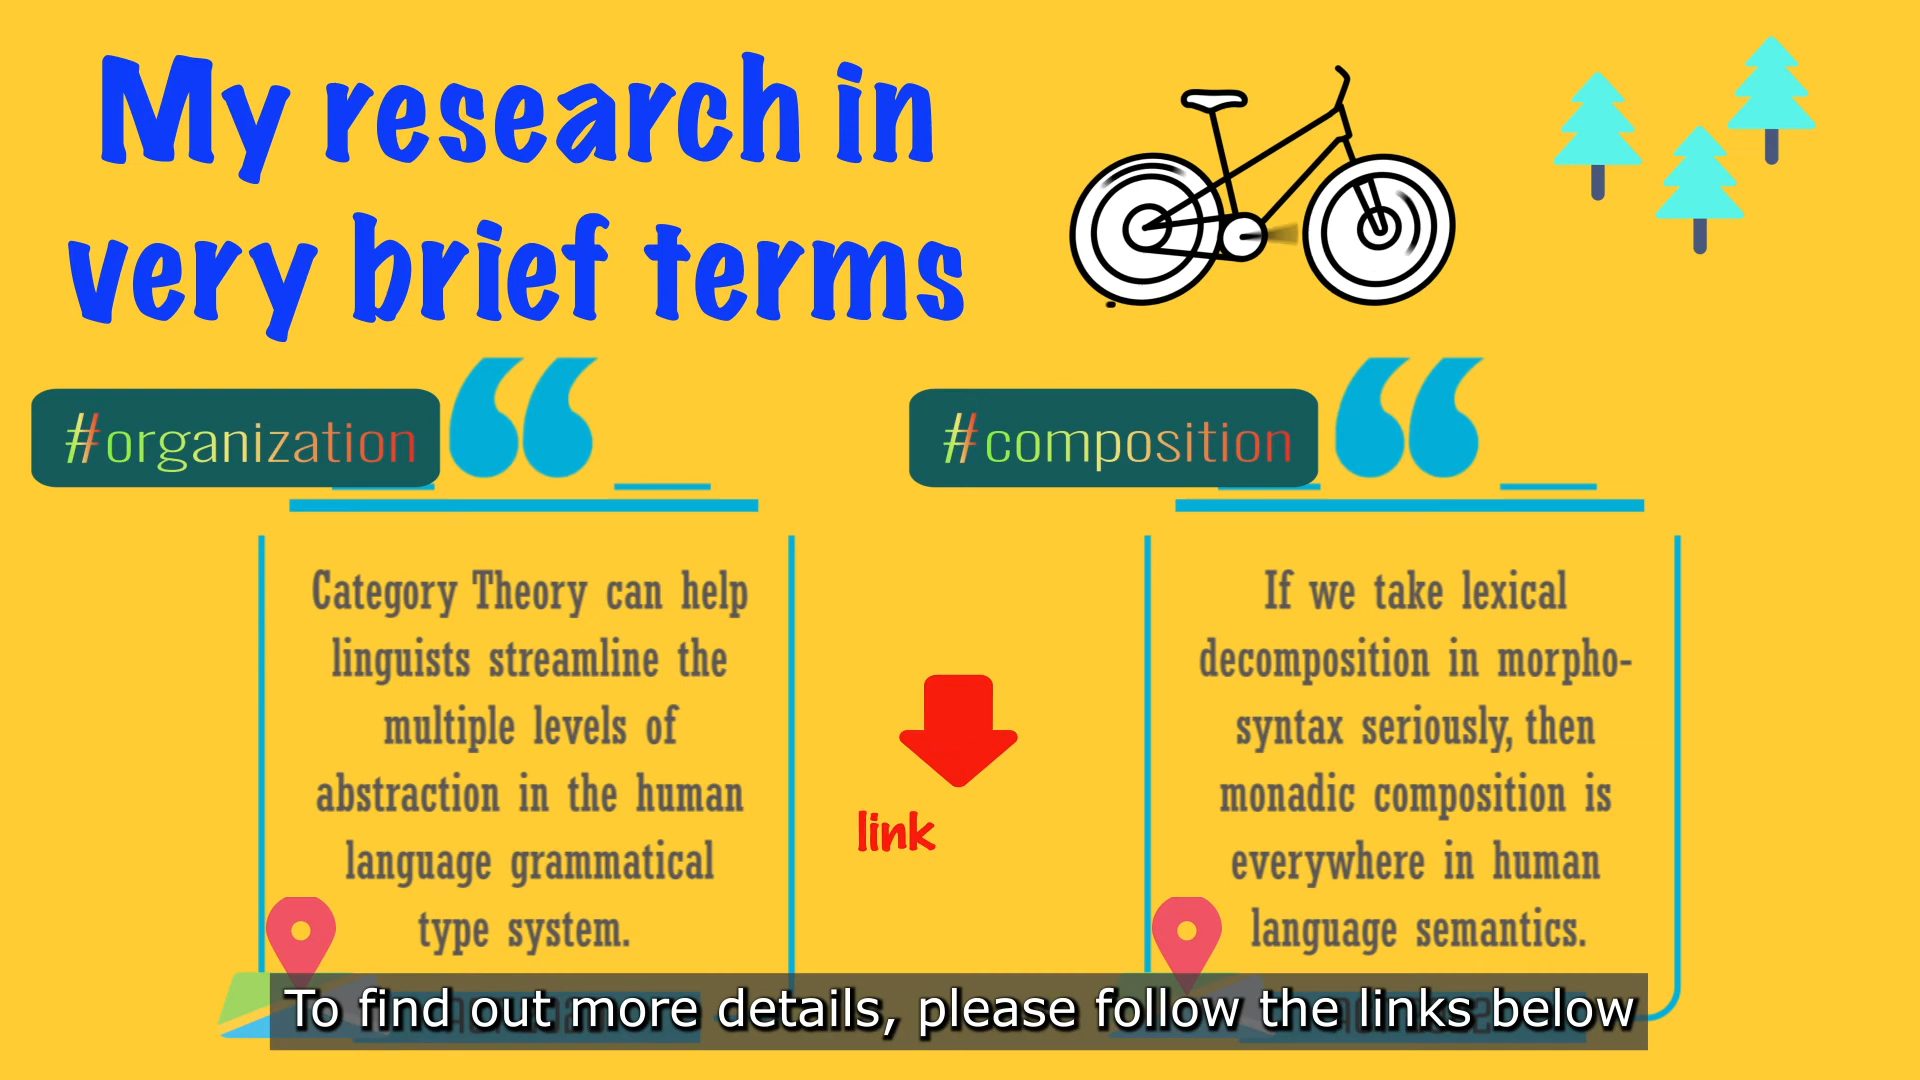 My research in
very brief terms
#organization
Category Theory can help
linguists streamline the
multiple levels of
abstraction in the human
language grammatical
type system.
#composition
If we take lexical
decomposition in morpho-
syntax seriously, then
monadic composition is
everywhere in human
language semantics.
link
To find out more details, please follow the links below